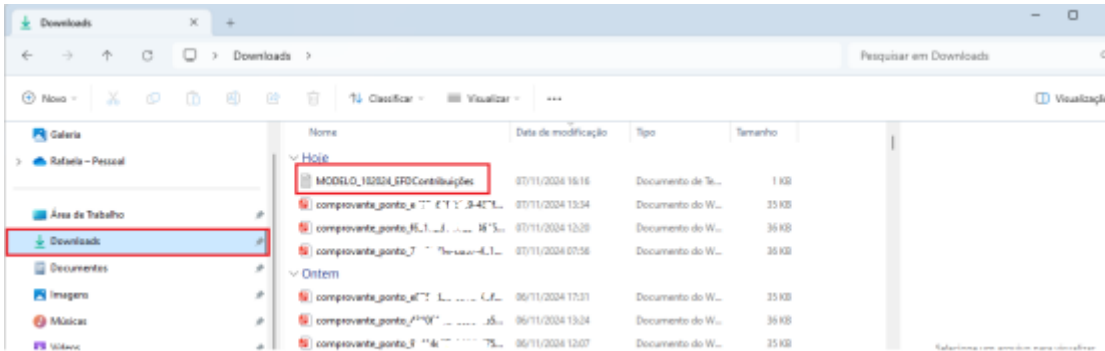 Downloads
Downloads >
Pesquisar em Downloads
Novo
Classificar
Visualizar
Visualizaçã
Galeria
Rafaela – Pessoal
Área de Trabalho
Downloads
Documentos
Imagens
Músicas
Vídeos
Nome Data de modificação Tipo Tamanho
Hoje
MODELO_102024_EFDContribuições 07/11/2024 16:16 Documento de Te... 1 KB
comprovante_ponto_e 07/11/2024 13:34 Documento do W... 35 KB
comprovante_ponto 07/11/2024 12:20 Documento do W... 36 KB
comprovante_ponto_7 07/11/2024 07:56 Documento do W... 36 KB
Ontem
comprovante_ponto 06/11/2024 17:31 Documento do W... 35 KB
comprovante_ponto 06/11/2024 13:24 Documento do W... 36 KB
comprovante_ponto 06/11/2024 12:07 Documento do W... 35 KB